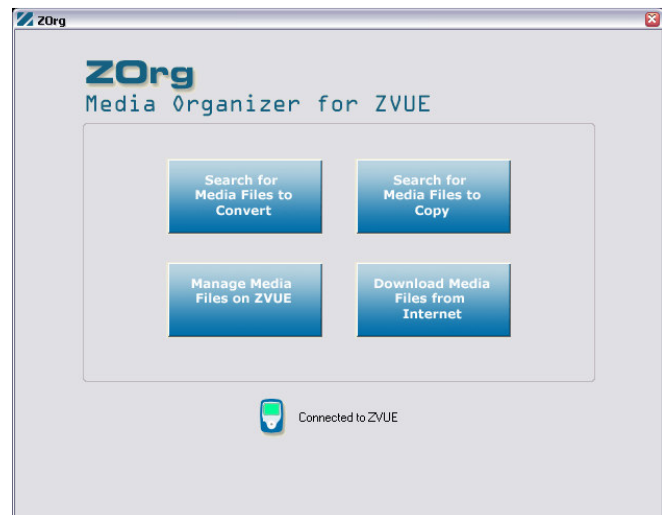 ZOrg
ZOrg
Media Organizer for ZVUE
Search for
Media Files to
Convert
Search for
Media Files to
Copy
Manage Media
Files on ZVUE
Download Media
Files from
Internet
Connected to ZVUE